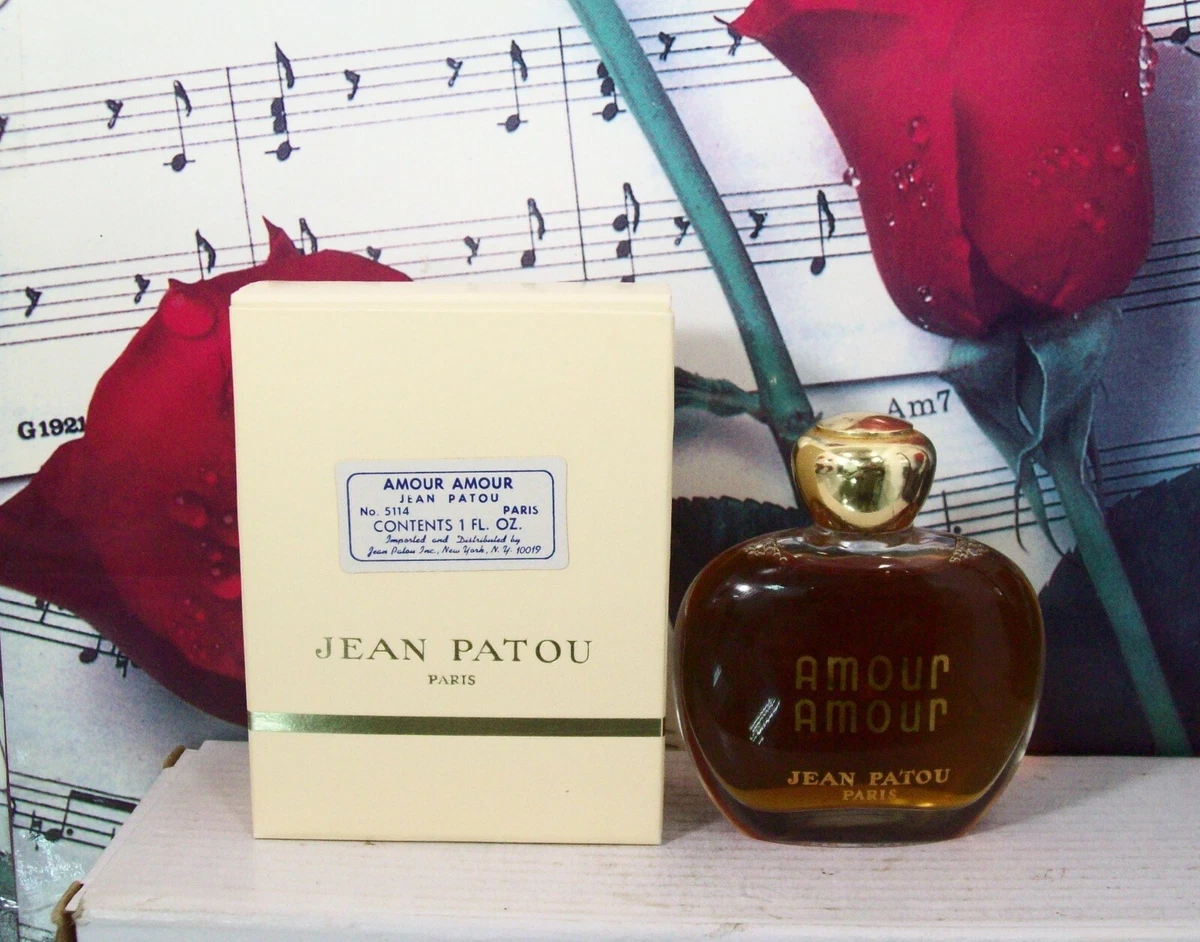 G1921
Am7
AMOUR AMOUR
JEAN PATOU
No. 5114 PARIS
CONTENTS 1 FL. OZ.
Imported and Distributed by
Jean Patou Inc., New York, N.Y. 10019
JEAN PATOU
PARIS
AMOUR
AMOUR
JEAN PATOU
PARIS